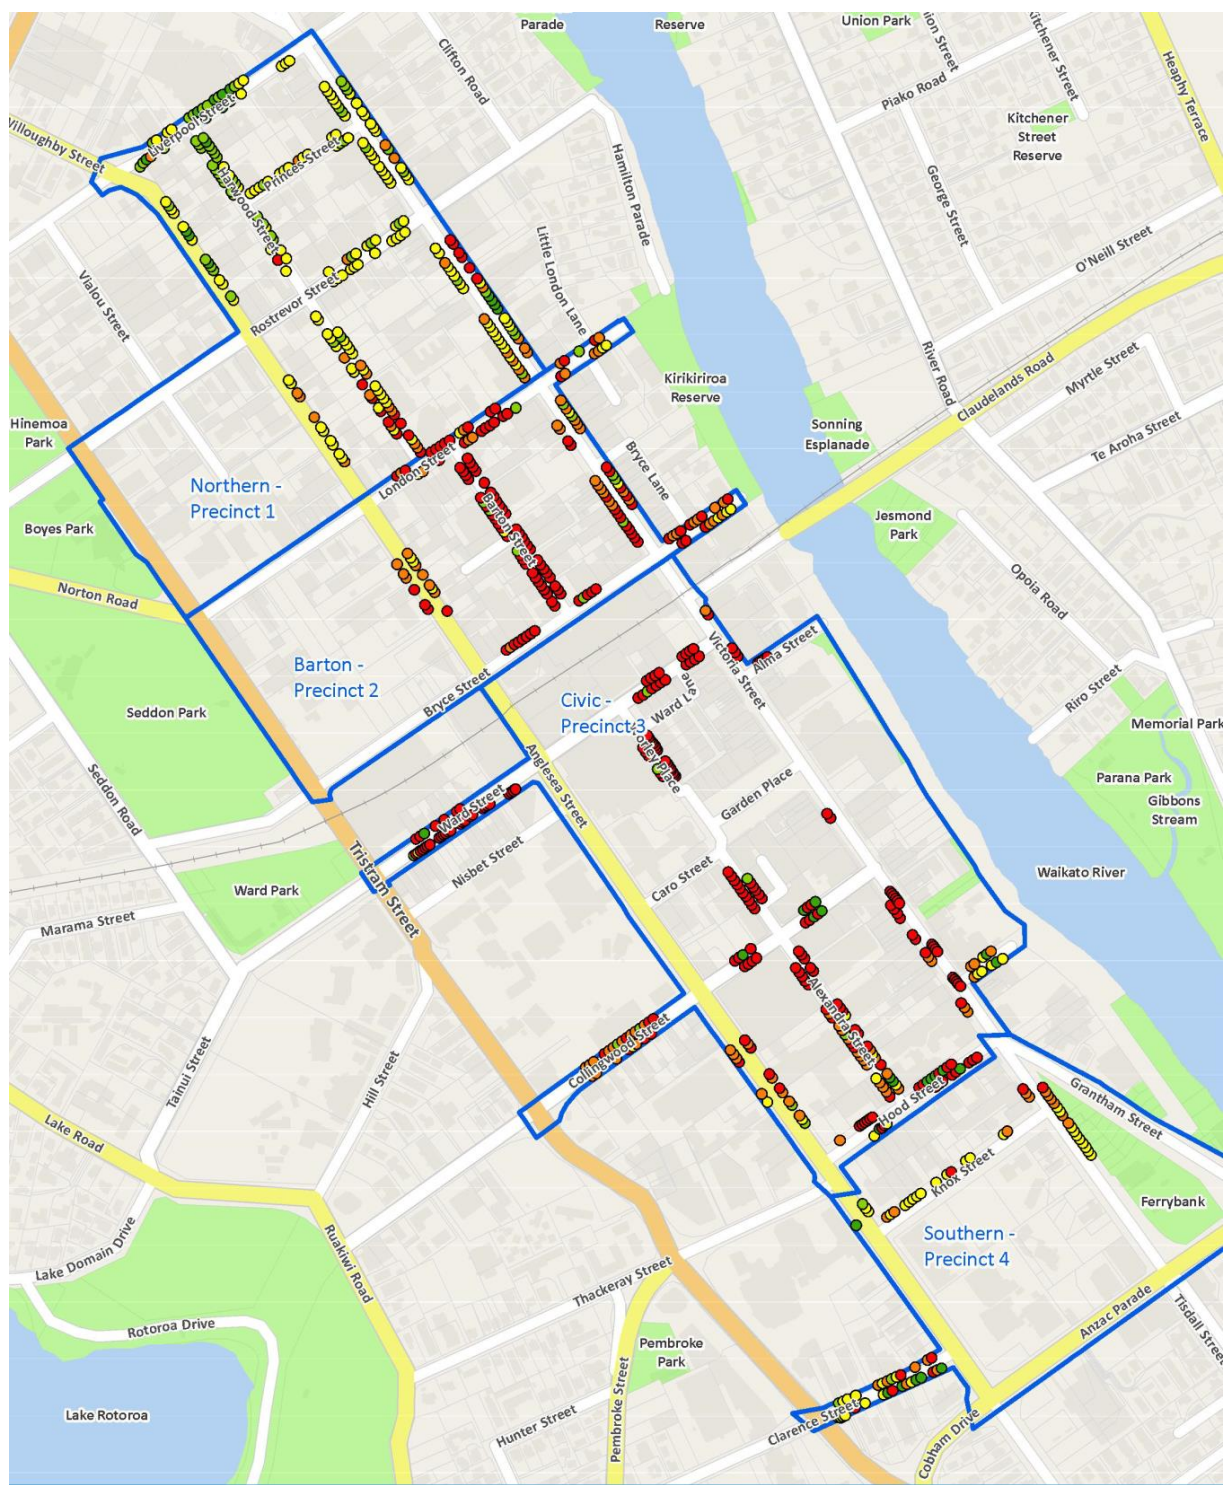 Parade
Reserve
Union Park
Kitchener Street
Heaphy Terrace
Clifton Road
Piako Road
Kitchener
Street
Reserve
Willoughby Street
Liverpool Street
Princes Street
Harwood Street
Hamilton Parade
George Street
O'Neill Street
Little London Lane
Vialou Street
Rostrevor Street
River Road
Myrtle Street
Claudelands Road
Kirikiriroa
Reserve
Hinemoa
Park
Sonning
Esplanade
Te Aroha Street
London Street
Bryce Lane
Northern -
Precinct 1
Boyes Park
Barton Street
Jesmond
Park
Norton Road
Opoia Road
Victoria Street
Alma Street
Barton -
Precinct 2
Bryce Street
Civic -
Precinct 3
Ward L
ane
Riro Street
Seddon Park
Memorial Park
Worley Place
Anglesea Street
Parana Park
Seddon Road
Garden Place
Gibbons
Stream
Ward Street
Nisbet Street
Tristram Street
Caro Street
Waikato River
Ward Park
Marama Street
Alexandra Street
Collingwood Street
Tainui Street
Hill Street
Hood Street
Grantham Street
Lake Road
Knox Street
Ferrybank
Southern -
Precinct 4
Lake Domain Drive
Ruakiwi Road
Thackeray Street
Anzac Parade
Tisdall Street
Rotoroa Drive
Pembroke
Park
Pembroke Street
Lake Rotoroa
Hunter Street
Clarence Street
Cobham Drive